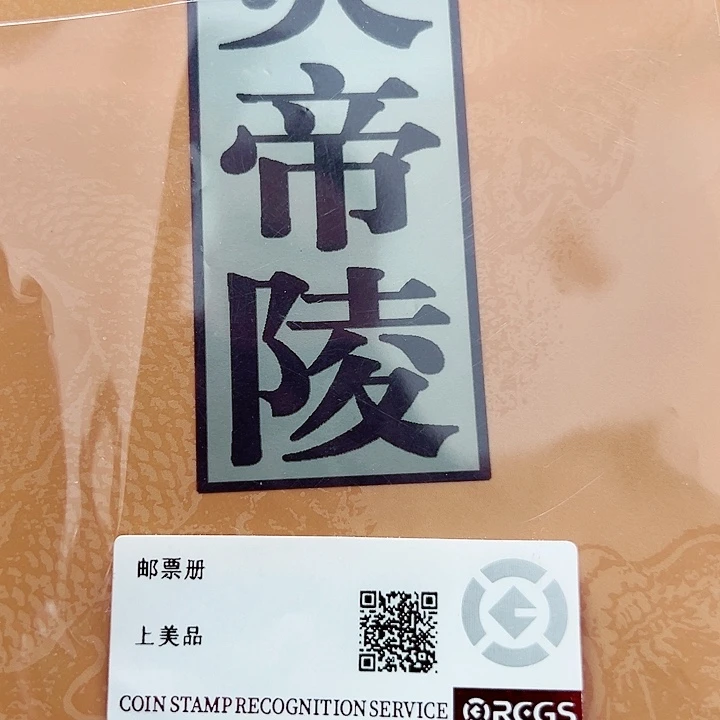 帝
陵
邮票册
上美品
COIN STAMP RECOGNITION SERVICE
RCGS